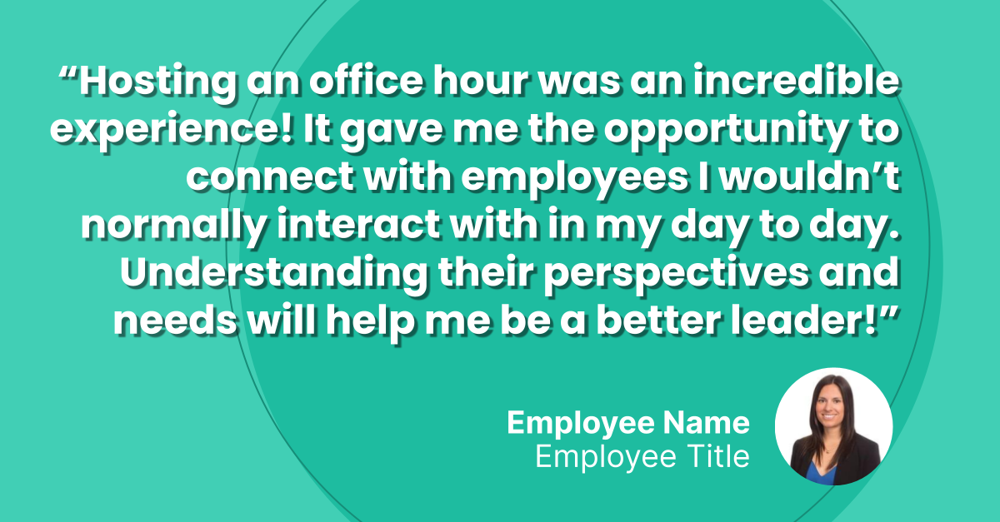 “Hosting an office hour was an incredible
experience! It gave me the opportunity to
connect with employees I wouldn’t
normally interact with in my day to day.
Understanding their perspectives and
needs will help me be a better leader!”
Employee Name
Employee Title